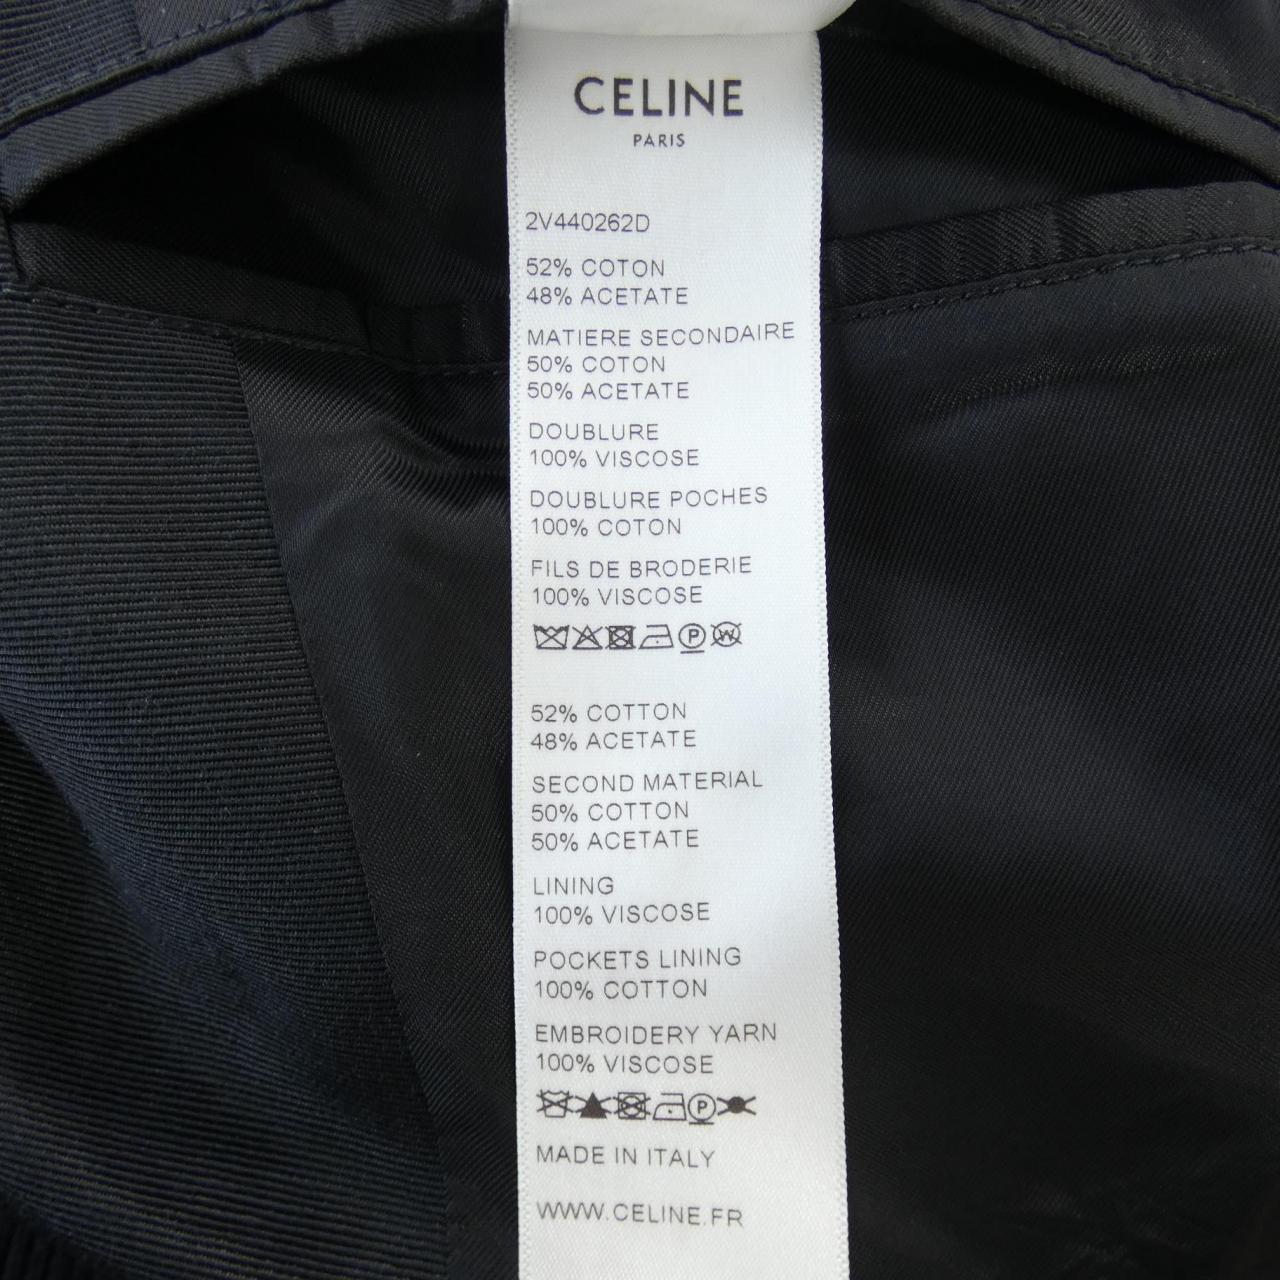 CELINE
PARIS
2V440262D
52% COTON
48% ACETATE
MATIERE SECONDAIRE
50% COTON
50% ACETATE
DOUBLURE
100% VISCOSE
DOUBLURE POCHES
100% COTON
FILS DE BRODERIE
100% VISCOSE
P W
52% COTTON
48% ACETATE
SECOND MATERIAL
50% COTTON
50% ACETATE
LINING
100% VISCOSE
POCKETS LINING
100% COTTON
EMBROIDERY YARN
100% VISCOSE
P
MADE IN ITALY
WWW.CELINE.FR